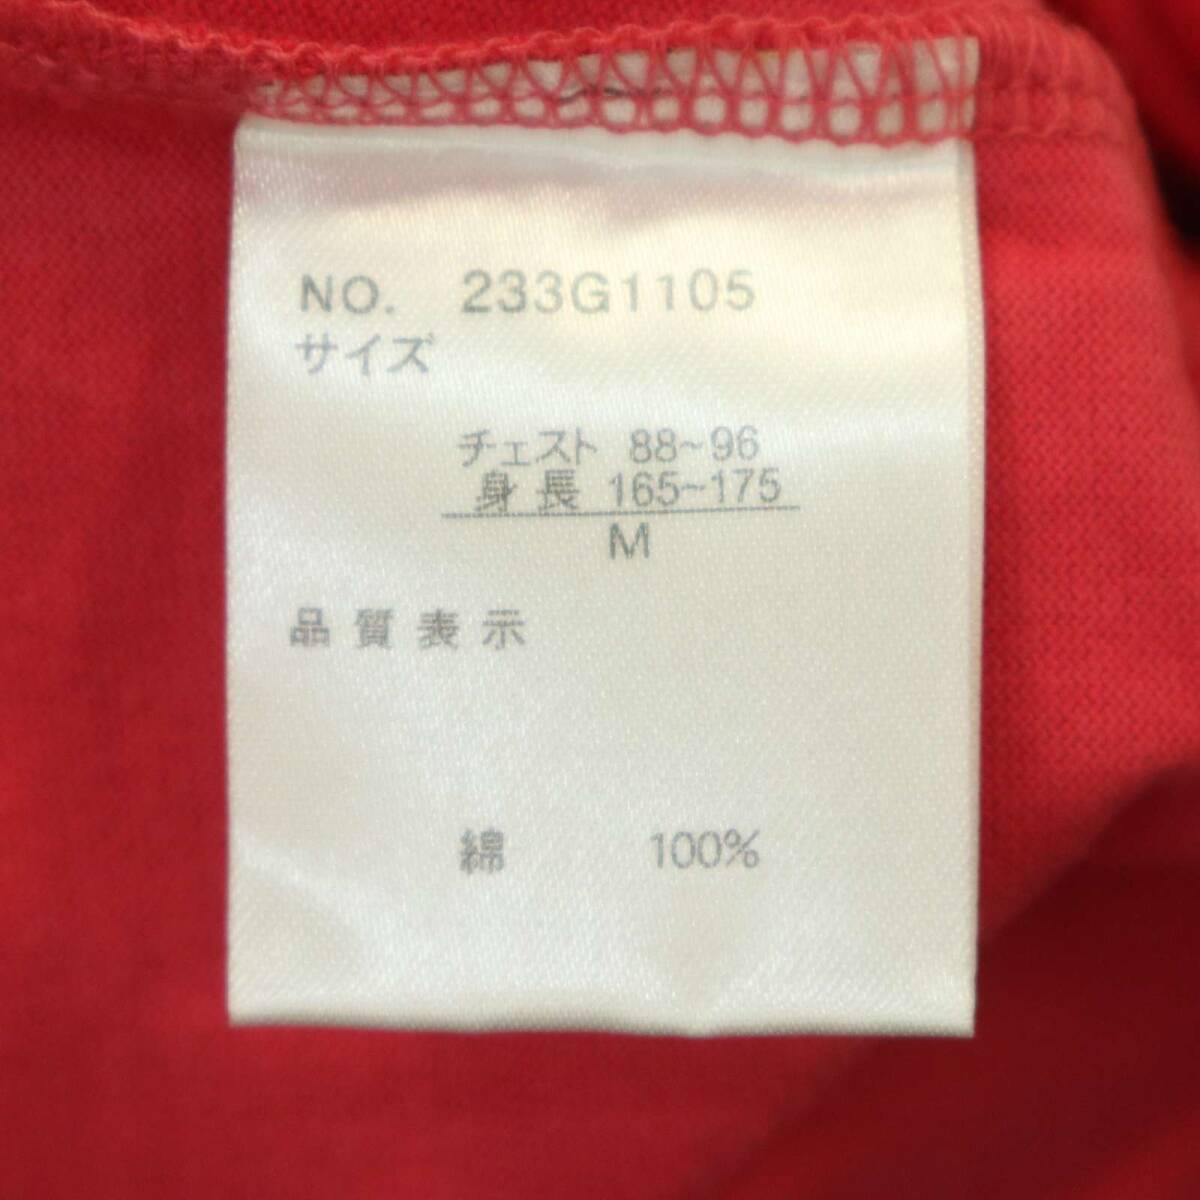 NO. 233G1105
サイズ
チェスト 88~96
身長 165~175
M
品質表示
綿 100%